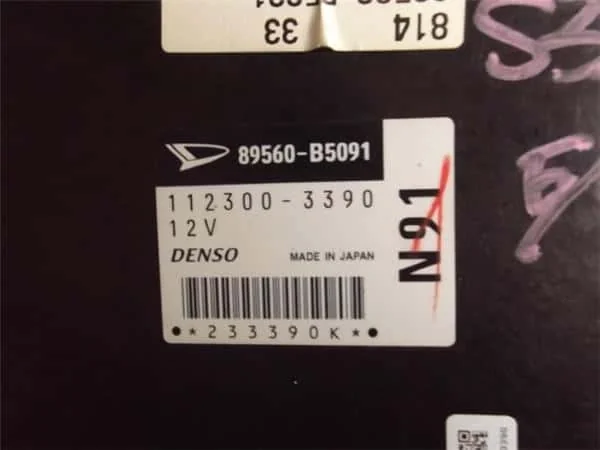 814
33
89560-B5091
112300-3390
12V
DENSO MADE IN JAPAN
*233390K*
N91